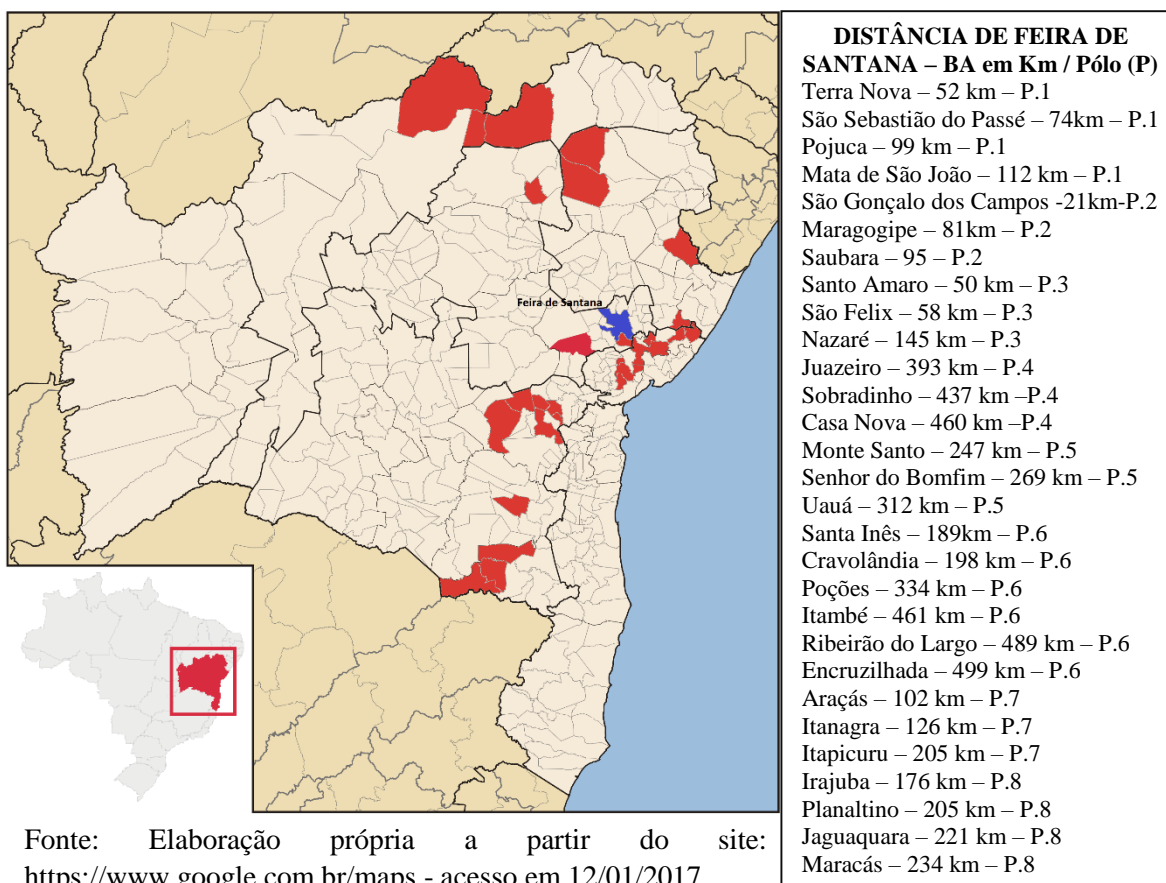 Feira de Santana
Fonte: Elaboração própria a partir do site:
https://www.google.com.br/maps - acesso em 12/01/2017
DISTÂNCIA DE FEIRA DE
SANTANA – BA em Km / Pólo (P)
Terra Nova – 52 km – P.1
São Sebastião do Passé – 74km – P.1
Pojuca – 99 km – P.1
Mata de São João – 112 km – P.1
São Gonçalo dos Campos -21km-P.2
Maragogipe – 81km – P.2
Saubara – 95 – P.2
Santo Amaro – 50 km – P.3
São Felix – 58 km – P.3
Nazaré – 145 km – P.3
Juazeiro – 393 km – P.4
Sobradinho – 437 km –P.4
Casa Nova – 460 km –P.4
Monte Santo – 247 km – P.5
Senhor do Bomfim – 269 km – P.5
Uauá – 312 km – P.5
Santa Inês – 189km – P.6
Cravolândia – 198 km – P.6
Poções – 334 km – P.6
Itambé – 461 km – P.6
Ribeirão do Largo – 489 km – P.6
Encruzilhada – 499 km – P.6
Araçás – 102 km – P.7
Itanagra – 126 km – P.7
Itapicuru – 205 km – P.7
Irajuba – 176 km – P.8
Planaltino – 205 km – P.8
Jaguaquara – 221 km – P.8
Maracás – 234 km – P.8